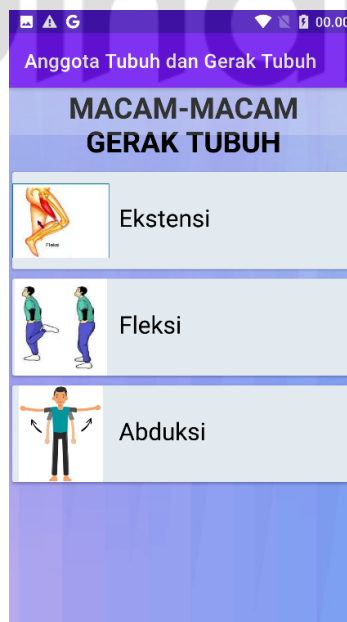 00.00
Anggota Tubuh dan Gerak Tubuh
MACAM-MACAM
GERAK TUBUH
Fleksi
Ekstensi
Fleksi
Abduksi